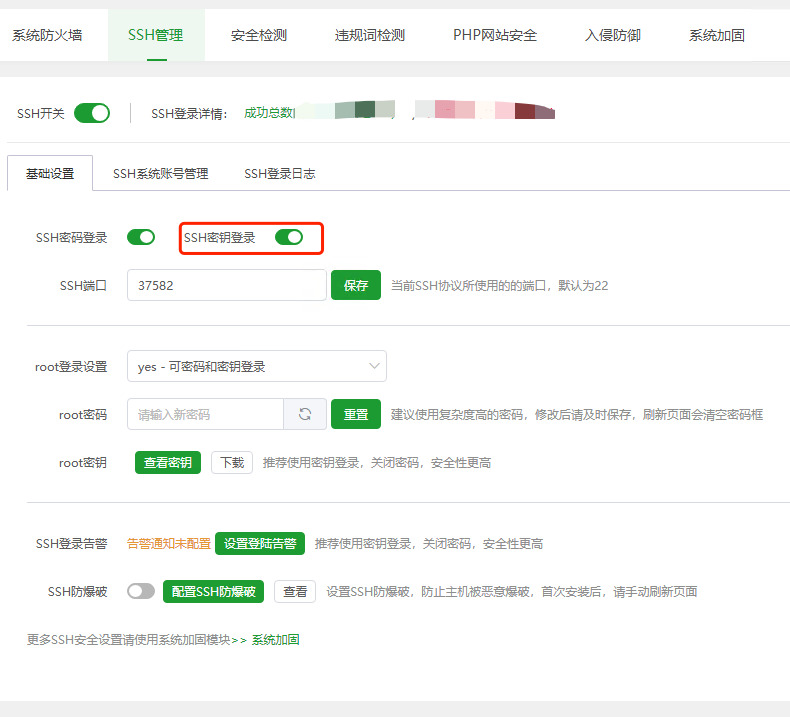 系统防火墙 SSH管理 安全检测 违规词检测 PHP网站安全 入侵防御 系统加固
SSH开关 SSH登录详情: 成功总数
基础设置 SSH系统账号管理 SSH登录日志
SSH密码登录 SSH密钥登录
SSH端口 37582 保存 当前SSH协议所使用的的端口，默认为22
root登录设置 yes - 可密码和密钥登录
root密码 请输入新密码 重置 建议使用复杂度高的密码，修改后请及时保存，刷新页面会清空密码框
root密钥 查看密钥 下载 推荐使用密钥登录，关闭密码，安全性更高
SSH登录告警 告警通知未配置 设置登陆告警 推荐使用密钥登录，关闭密码，安全性更高
SSH防爆破 配置SSH防爆破 查看 设置SSH防爆破，防止主机被恶意爆破，首次安装后，请手动刷新页面
更多SSH安全设置请使用系统加固模块>> 系统加固